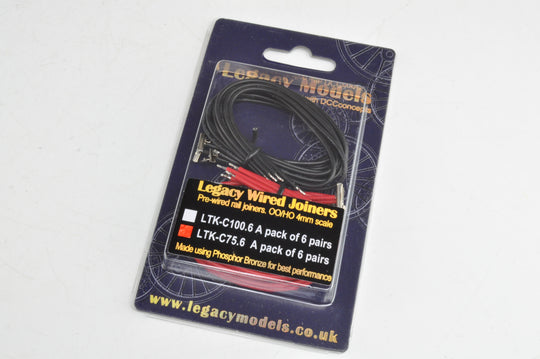 Legacy Models
with DCCconcepts
Legacy Wired Joiners
Pre-wired rail joiners. OO/HO 4mm scale
LTK-C100.6 A pack of 6 pairs
LTK-C75.6 A pack of 6 pairs
Made using Phosphor Bronze for best performance
www.legacymodels.co.uk